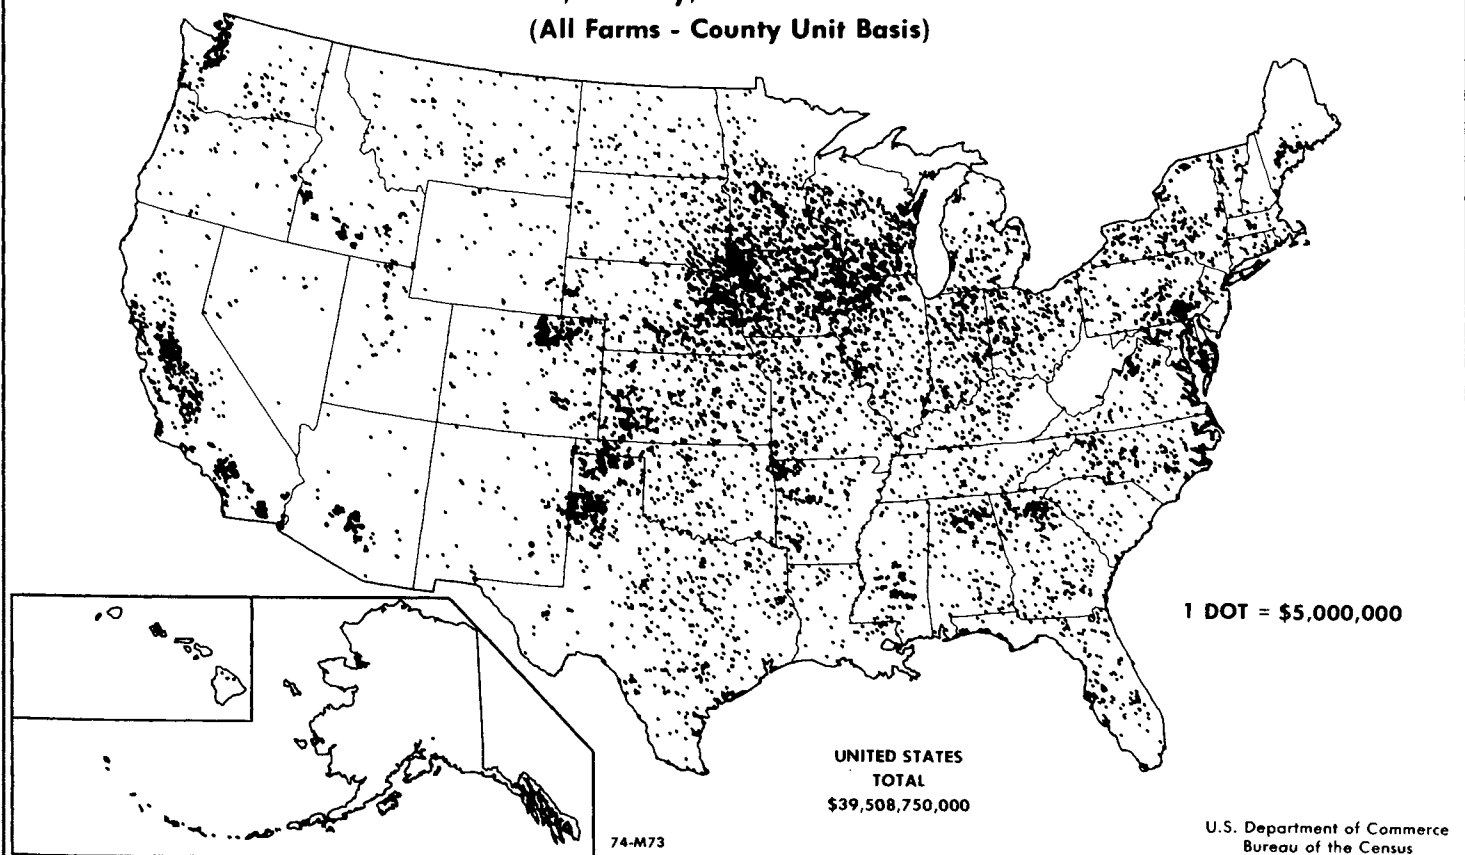 (All Farms - County Unit Basis)
1 DOT = $5,000,000
UNITED STATES
TOTAL
$39,508,750,000
74-M73
U.S. Department of Commerce
Bureau of the Census